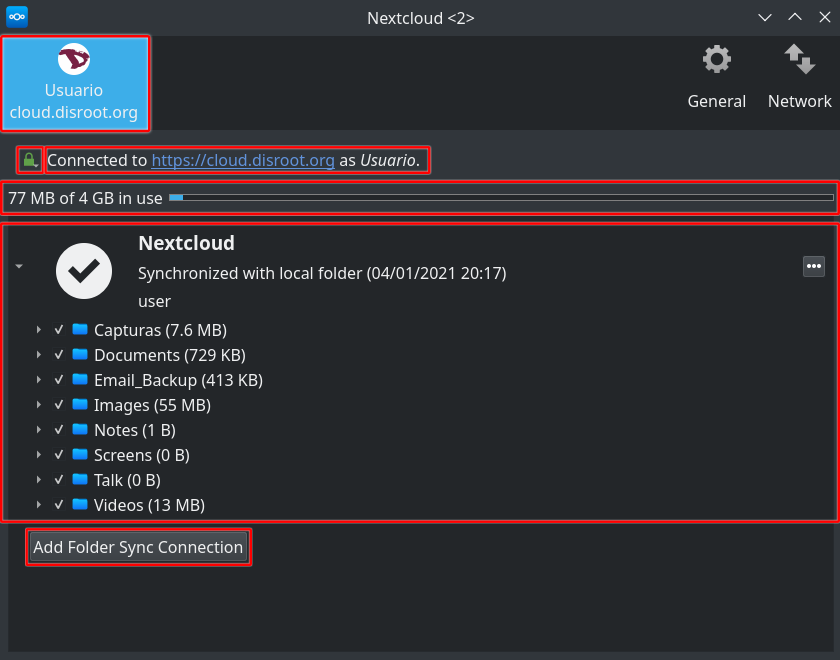 Nextcloud <2>
Usuario
cloud.disroot.org
General
Network
Connected to https://cloud.disroot.org as Usuario.
77 MB of 4 GB in use
Nextcloud
Synchronized with local folder (04/01/2021 20:17)
user
Capturas (7.6 MB)
Documents (729 KB)
Email_Backup (413 KB)
Images (55 MB)
Notes (1 B)
Screens (0 B)
Talk (0 B)
Videos (13 MB)
Add Folder Sync Connection